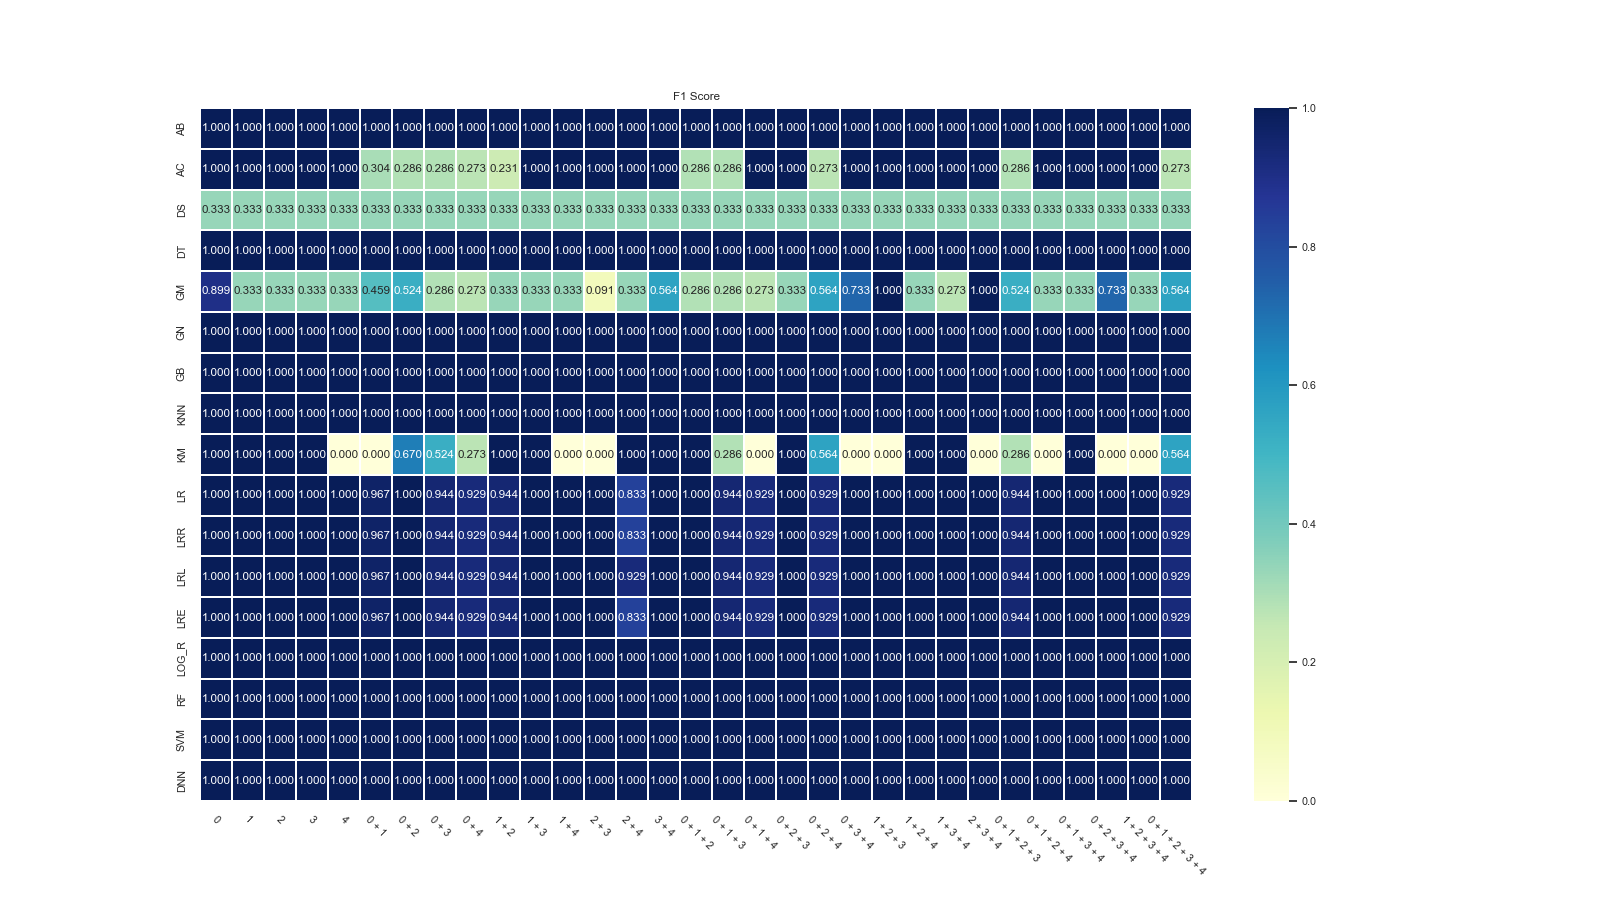 F1 Score
AB 1.000 1.000 1.000 1.000 1.000 1.000 1.000 1.000 1.000 1.000 1.000 1.000 1.000 1.000 1.000 1.000 1.000 1.000 1.000 1.000 1.000 1.000 1.000 1.000 1.000 1.000 1.000 1.000 1.000 1.000 1.000
AC 1.000 1.000 1.000 1.000 1.000 0.304 0.286 0.286 0.273 0.231 1.000 1.000 1.000 1.000 1.000 0.286 0.286 1.000 1.000 0.273 1.000 1.000 1.000 1.000 1.000 0.286 1.000 1.000 1.000 1.000 0.273
DS 0.333 0.333 0.333 0.333 0.333 0.333 0.333 0.333 0.333 0.333 0.333 0.333 0.333 0.333 0.333 0.333 0.333 0.333 0.333 0.333 0.333 0.333 0.333 0.333 0.333 0.333 0.333 0.333 0.333 0.333 0.333
DT 1.000 1.000 1.000 1.000 1.000 1.000 1.000 1.000 1.000 1.000 1.000 1.000 1.000 1.000 1.000 1.000 1.000 1.000 1.000 1.000 1.000 1.000 1.000 1.000 1.000 1.000 1.000 1.000 1.000 1.000 1.000
GM 0.899 0.333 0.333 0.333 0.333 0.459 0.524 0.286 0.273 0.333 0.333 0.333 0.091 0.333 0.564 0.286 0.286 0.273 0.333 0.564 0.733 1.000 0.333 0.273 1.000 0.524 0.333 0.333 0.733 0.333 0.564
GN 1.000 1.000 1.000 1.000 1.000 1.000 1.000 1.000 1.000 1.000 1.000 1.000 1.000 1.000 1.000 1.000 1.000 1.000 1.000 1.000 1.000 1.000 1.000 1.000 1.000 1.000 1.000 1.000 1.000 1.000 1.000
GB 1.000 1.000 1.000 1.000 1.000 1.000 1.000 1.000 1.000 1.000 1.000 1.000 1.000 1.000 1.000 1.000 1.000 1.000 1.000 1.000 1.000 1.000 1.000 1.000 1.000 1.000 1.000 1.000 1.000 1.000 1.000
KNN 1.000 1.000 1.000 1.000 1.000 1.000 1.000 1.000 1.000 1.000 1.000 1.000 1.000 1.000 1.000 1.000 1.000 1.000 1.000 1.000 1.000 1.000 1.000 1.000 1.000 1.000 1.000 1.000 1.000 1.000 1.000
KM 1.000 1.000 1.000 1.000 0.000 0.000 0.670 0.524 0.273 1.000 1.000 0.000 0.000 1.000 1.000 1.000 0.286 0.000 1.000 0.564 0.000 0.000 1.000 1.000 0.000 0.286 0.000 1.000 0.000 0.000 0.564
LR 1.000 1.000 1.000 1.000 1.000 0.967 1.000 0.944 0.929 0.944 1.000 1.000 1.000 0.833 1.000 1.000 0.944 0.929 1.000 0.929 1.000 1.000 1.000 1.000 1.000 0.944 1.000 1.000 1.000 1.000 0.929
LRR 1.000 1.000 1.000 1.000 1.000 0.967 1.000 0.944 0.929 0.944 1.000 1.000 1.000 0.833 1.000 1.000 0.944 0.929 1.000 0.929 1.000 1.000 1.000 1.000 1.000 0.944 1.000 1.000 1.000 1.000 0.929
LRL 1.000 1.000 1.000 1.000 1.000 0.967 1.000 0.944 0.929 0.944 1.000 1.000 1.000 0.929 1.000 1.000 0.944 0.929 1.000 0.929 1.000 1.000 1.000 1.000 1.000 0.944 1.000 1.000 1.000 1.000 0.929
LRE 1.000 1.000 1.000 1.000 1.000 0.967 1.000 0.944 0.929 0.944 1.000 1.000 1.000 0.833 1.000 1.000 0.944 0.929 1.000 0.929 1.000 1.000 1.000 1.000 1.000 0.944 1.000 1.000 1.000 1.000 0.929
LOG_R 1.000 1.000 1.000 1.000 1.000 1.000 1.000 1.000 1.000 1.000 1.000 1.000 1.000 1.000 1.000 1.000 1.000 1.000 1.000 1.000 1.000 1.000 1.000 1.000 1.000 1.000 1.000 1.000 1.000 1.000 1.000
RF 1.000 1.000 1.000 1.000 1.000 1.000 1.000 1.000 1.000 1.000 1.000 1.000 1.000 1.000 1.000 1.000 1.000 1.000 1.000 1.000 1.000 1.000 1.000 1.000 1.000 1.000 1.000 1.000 1.000 1.000 1.000
SVM 1.000 1.000 1.000 1.000 1.000 1.000 1.000 1.000 1.000 1.000 1.000 1.000 1.000 1.000 1.000 1.000 1.000 1.000 1.000 1.000 1.000 1.000 1.000 1.000 1.000 1.000 1.000 1.000 1.000 1.000 1.000
DNN 1.000 1.000 1.000 1.000 1.000 1.000 1.000 1.000 1.000 1.000 1.000 1.000 1.000 1.000 1.000 1.000 1.000 1.000 1.000 1.000 1.000 1.000 1.000 1.000 1.000 1.000 1.000 1.000 1.000 1.000 1.000
0
1
2
3
4
0 + 1
0 + 2
0 + 3
0 + 4
1 + 2
1 + 3
1 + 4
2 + 3
2 + 4
3 + 4
0 + 1 + 2
0 + 1 + 3
0 + 1 + 4
0 + 2 + 3
0 + 2 + 4
0 + 3 + 4
1 + 2 + 3
1 + 2 + 4
1 + 3 + 4
2 + 3 + 4
0 + 1 + 2 + 3
0 + 1 + 2 + 4
0 + 1 + 3 + 4
0 + 2 + 3 + 4
1 + 2 + 3 + 4
0 + 1 + 2 + 3 + 4
1.0
0.8
0.6
0.4
0.2
0.0